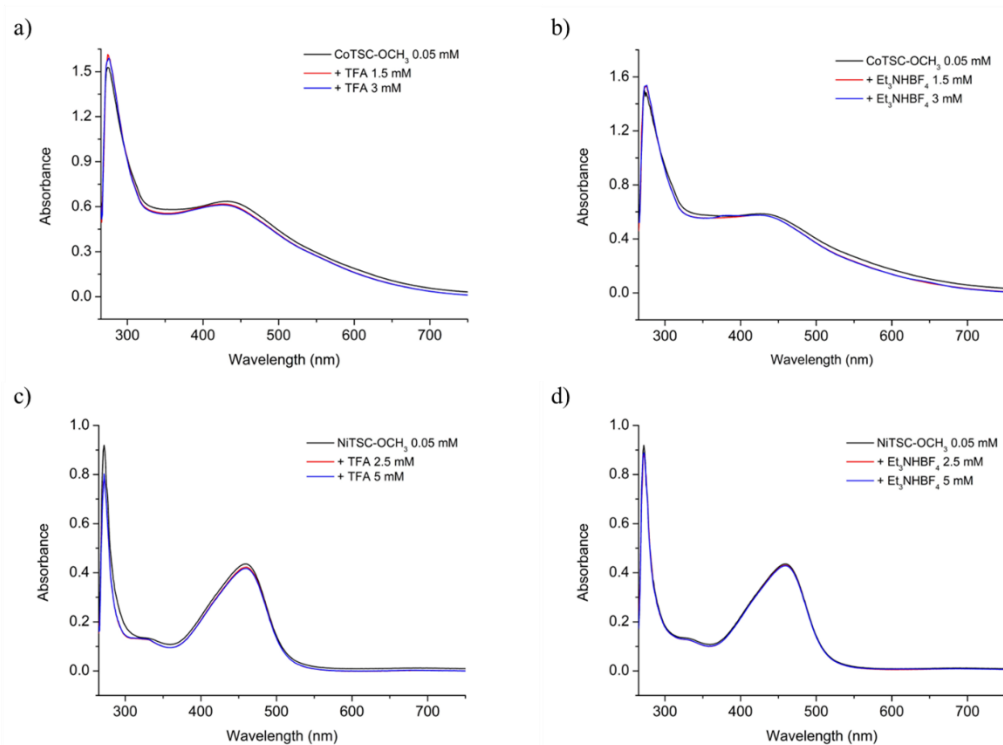 a)
CoTSC-OCH₃ 0.05 mM
+ TFA 1.5 mM
+ TFA 3 mM
1.5
1.2
0.9
0.6
0.3
0.0
Absorbance
300 400 500 600 700
Wavelength (nm)
b)
CoTSC-OCH₃ 0.05 mM
+ Et₃NHBF₄ 1.5 mM
+ Et₃NHBF₄ 3 mM
1.6
1.2
0.8
0.4
0.0
Absorbance
300 400 500 600 700
Wavelength (nm)
c)
NiTSC-OCH₃ 0.05 mM
+ TFA 2.5 mM
+ TFA 5 mM
1.0
0.8
0.6
0.4
0.2
0.0
Absorbance
300 400 500 600 700
Wavelength (nm)
d)
NiTSC-OCH₃ 0.05 mM
+ Et₃NHBF₄ 2.5 mM
+ Et₃NHBF₄ 5 mM
1.0
0.8
0.6
0.4
0.2
0.0
Absorbance
300 400 500 600 700
Wavelength (nm)